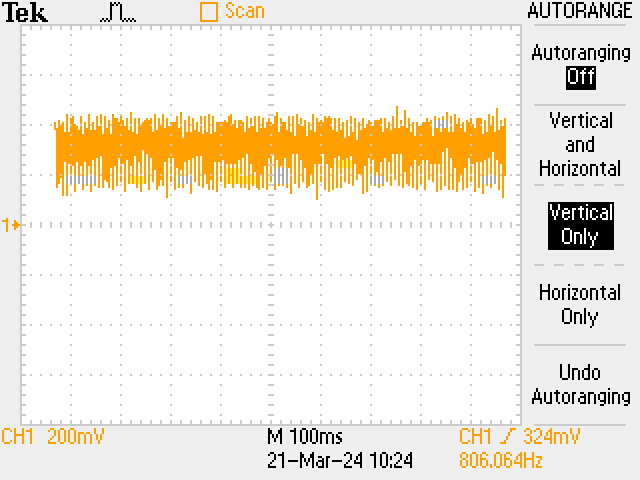 Tek
Scan
AUTORANGE
Autoranging
Off
Vertical
and
Horizontal
Vertical
Only
Horizontal
Only
Undo
Autoranging
1
CH1 200mV
M 100ms
CH1 324mV
21-Mar-24 10:24
806.064Hz